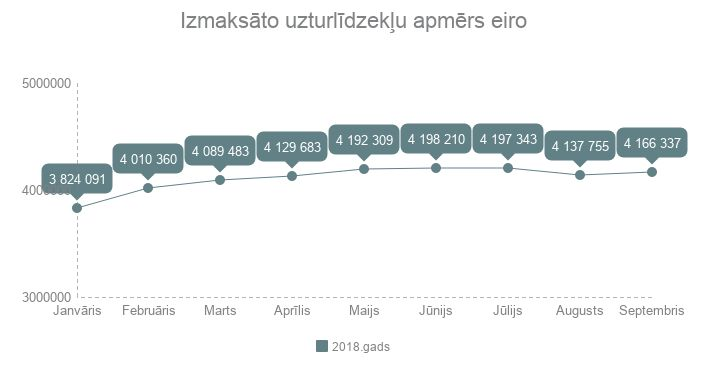 Izmaksāto uzturlīdzekļu apmērs eiro
5000000
4000000
3000000
3 824 091
4 010 360
4 089 483
4 129 683
4 192 309
4 198 210
4 197 343
4 137 755
4 166 337
Janvāris Februāris Marts Aprīlis Maijs Jūnijs Jūlijs Augusts Septembris
2018.gads